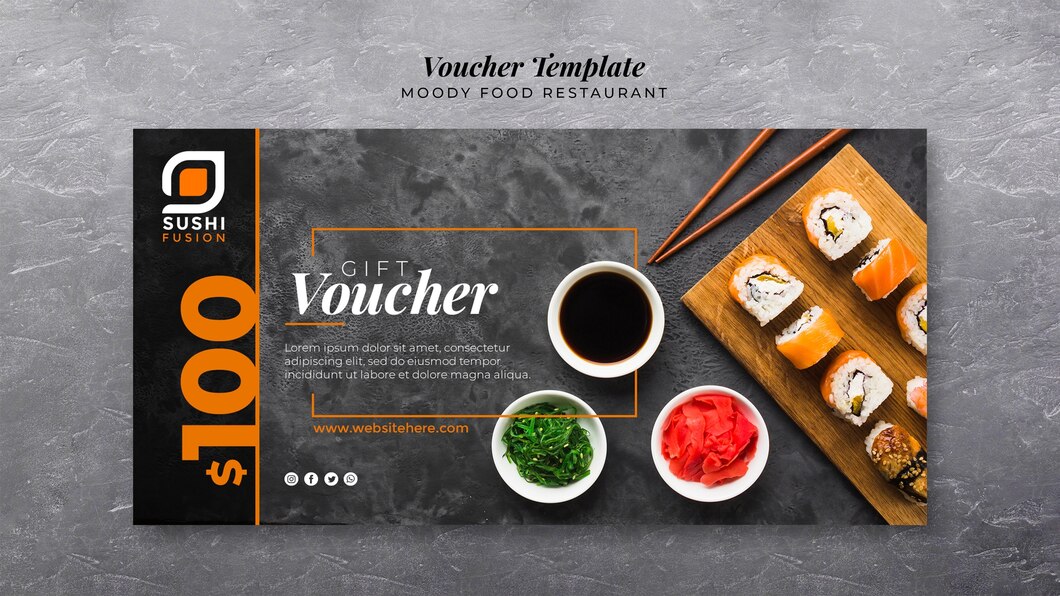 Voucher Template
MOODY FOOD RESTAURANT
SUSHI
FUSION
$100
GIFT
Voucher
Lorem ipsum dolor sit amet, consectetur
adipiscing elit, sed do eiusmod tempor
incididunt ut labore et dolore magna aliqua.
www.websitehere.com